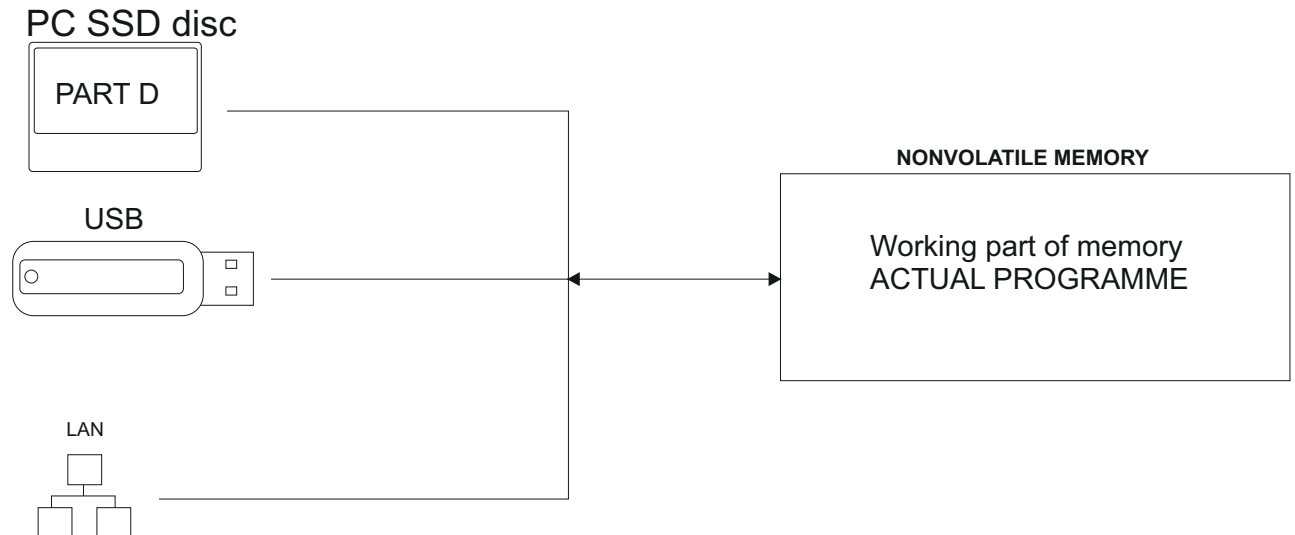 PC SSD disc
PART D
NONVOLATILE MEMORY
USB
Working part of memory
ACTUAL PROGRAMME
LAN